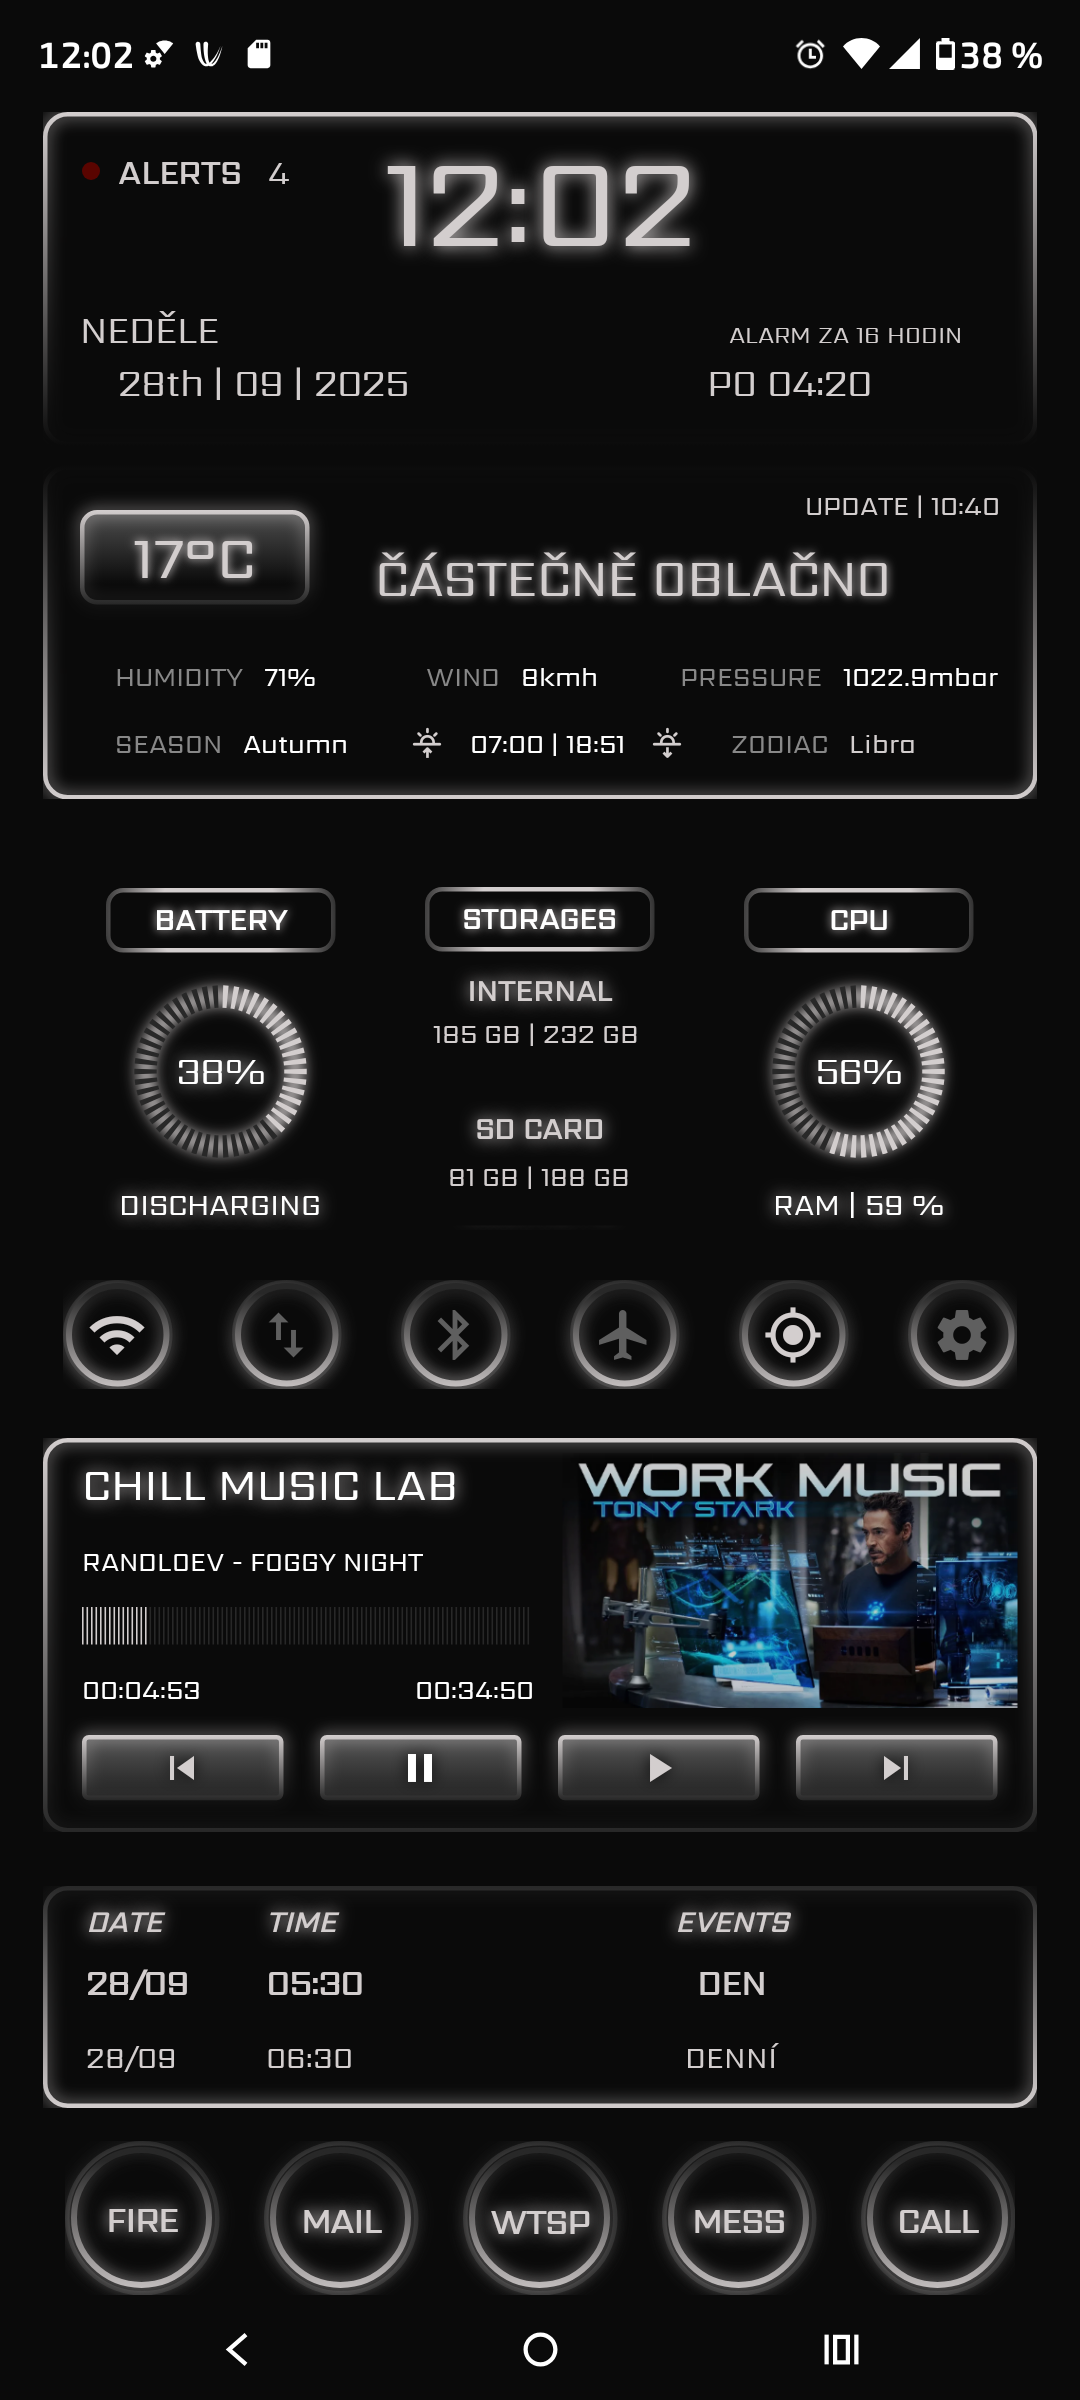 12:02 38 %
ALERTS 4
12:02
NEDĚLE
ALARM ZA 16 HODIN
28th | 09 | 2025
PO 04:20
UPDATE | 10:40
17°C
ČÁSTEČNĚ OBLAČNO
HUMIDITY 71% WIND 8kmh PRESSURE 1022.9mbar
SEASON Autumn 07:00 | 18:51 ZODIAC Libra
BATTERY STORAGES CPU
INTERNAL
185 GB | 232 GB
38% 56%
SD CARD
81 GB | 188 GB
DISCHARGING RAM | 59 %
CHILL MUSIC LAB
WORK MUSIC
TONY STARK
RANDLOEV - FOGGY NIGHT
00:04:53 00:34:50
DATE TIME EVENTS
28/09 05:30 DEN
28/09 06:30 DENNÍ
FIRE MAIL WTSP MESS CALL